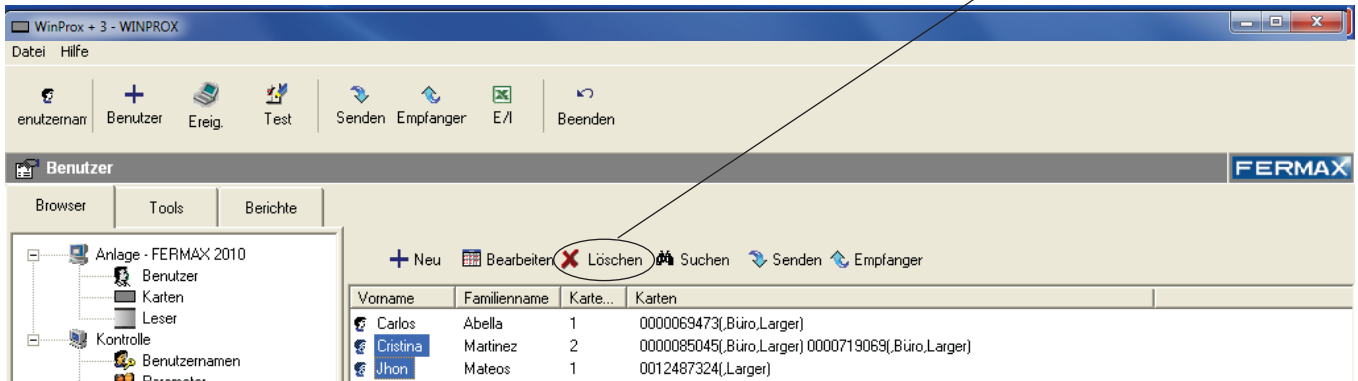 WinProx + 3 - WINPROX
Datei Hilfe
enutzernam Benutzer Ereig. Test Senden Empfanger E/I Beenden
Benutzer FERMAX
Browser Tools Berichte
Anlage - FERMAX 2010
Neu Bearbeiten Löschen Suchen Senden Empfanger
Benutzer
Karten
Vorname Familienname Karte... Karten
Leser
Carlos Abella 1 0000069473(,Büro,Larger)
Kontrolle
Cristina Martinez 2 0000085045(,Büro,Larger) 0000719069(,Büro,Larger)
Benutzernamen
Jhon Mateos 1 0012487324(,Larger)